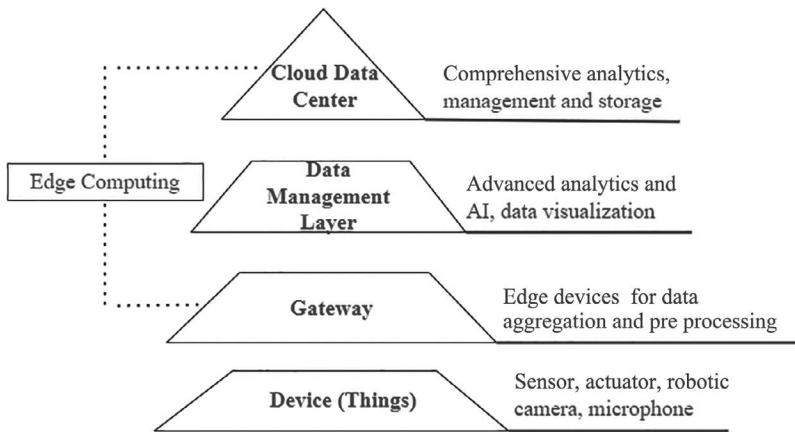 Cloud Data
Center
Comprehensive analytics,
management and storage
Edge Computing
Data
Management
Layer
Advanced analytics and
AI, data visualization
Gateway
Edge devices for data
aggregation and pre processing
Device (Things)
Sensor, actuator, robotic
camera, microphone